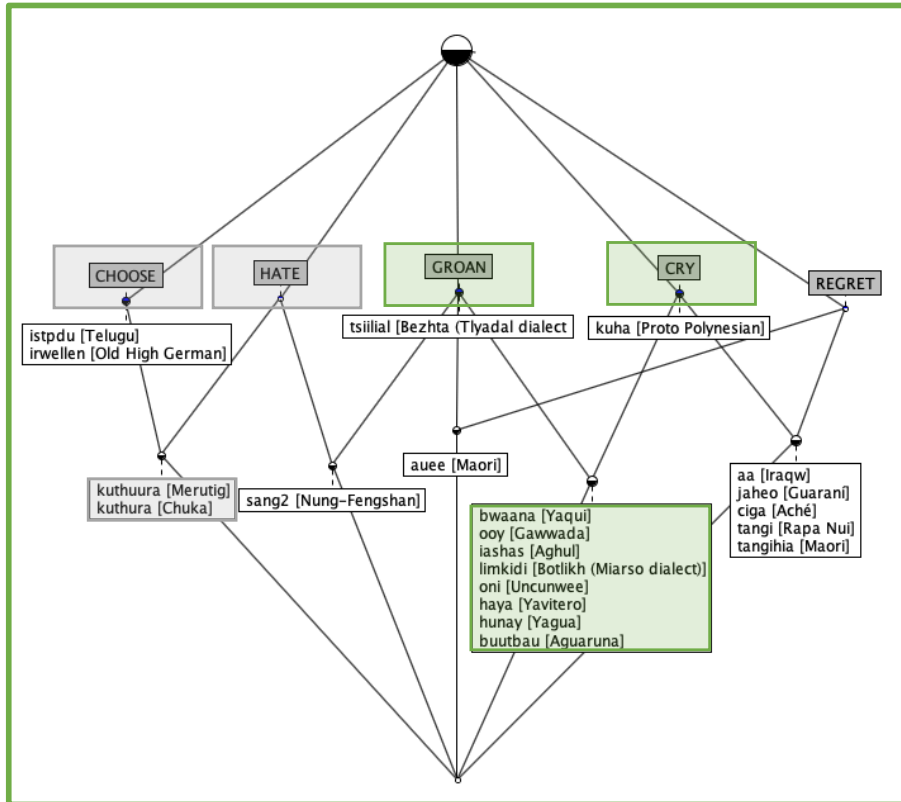 CHOOSE
HATE
GROAN
CRY
REGRET
istpdu [Telugu]
irwellen [Old High German]
tsiilial [Bezhta (Tlyadal dialect
kuha [Proto Polynesian]
kuthuura [Merutig]
kuthura [Chuka]
sang2 [Nung-Fengshan]
auee [Maori]
bwaana [Yaqui]
ooy [Gawwada]
iashas [Aghul]
limkidi [Botlikh (Miarso dialect)]
oni [Uncunwee]
haya [Yavitero]
hunay [Yagua]
buutbau [Aguaruna]
aa [Iraqw]
jaheo [Guaraní]
ciga [Aché]
tangi [Rapa Nui]
tangihia [Maori]